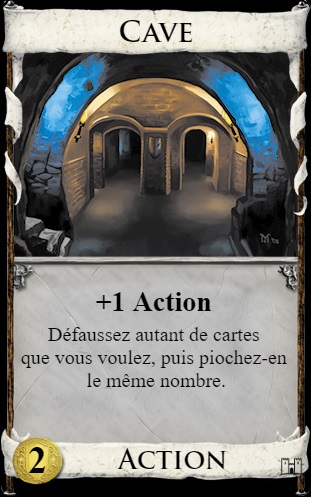 CAVE
+1 Action
Défaussez autant de cartes
que vous voulez, puis piochez-en
le même nombre.
2
ACTION